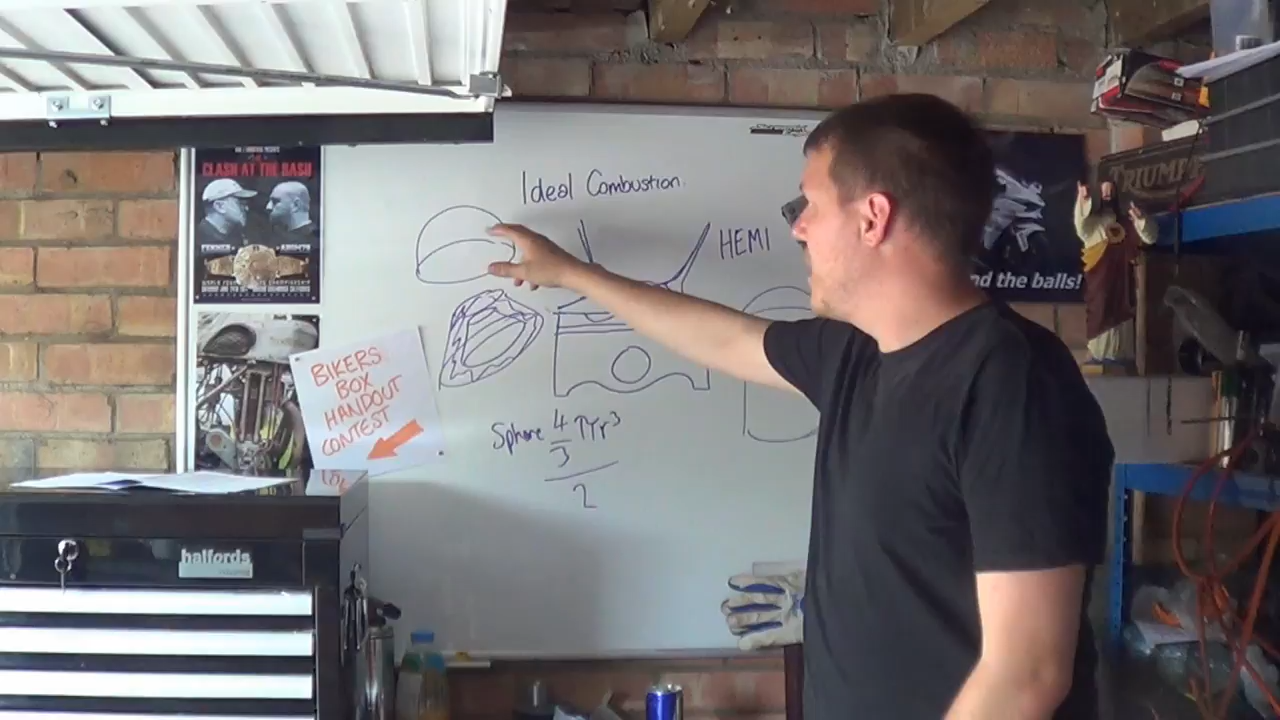 CLASH AT THE BASH
Ideal Combustion.
HEMI
TRIUMPH
nd the balls!
BIKERS
BOX
HANDOUT
CONTEST
Sphere 4/3 πr³
2
halfords